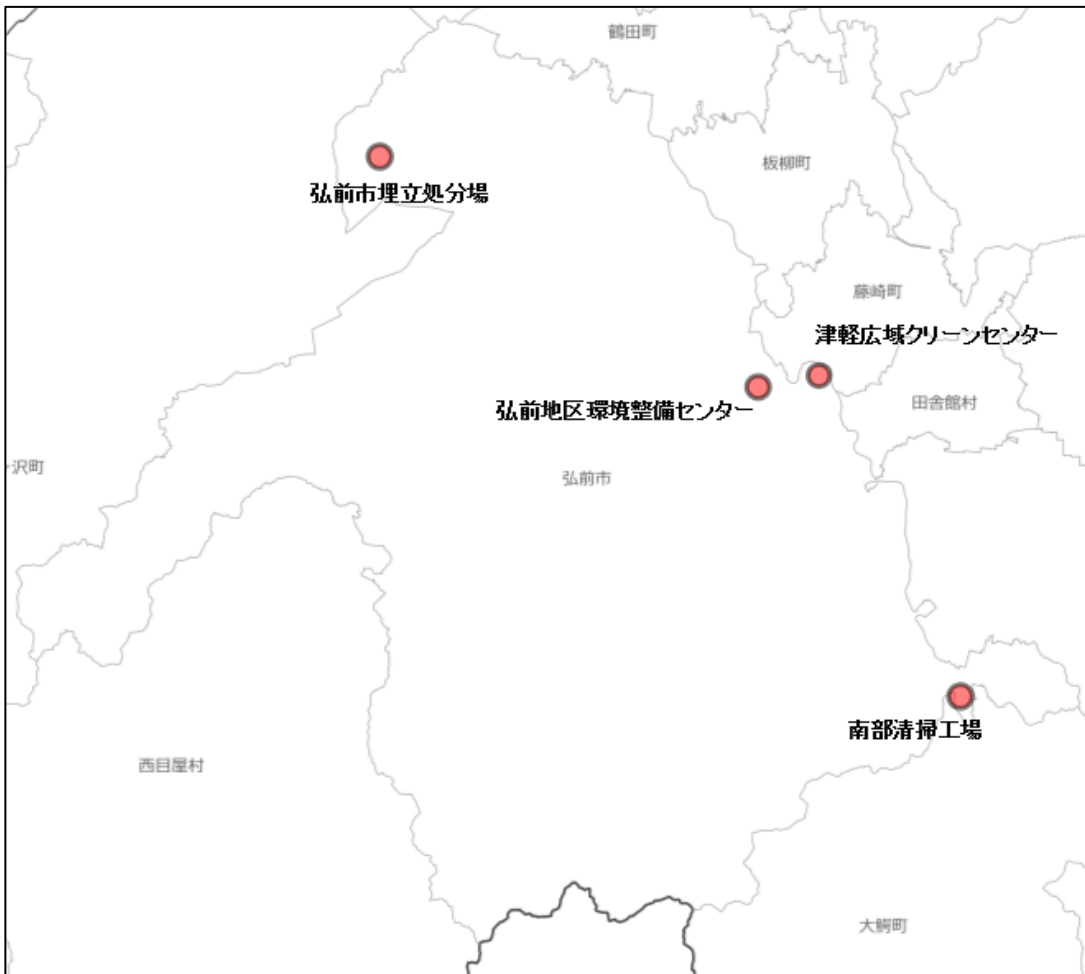 鶴田町
板柳町
弘前市埋立処分場
藤崎町
津軽広域クリーンセンター
弘前地区環境整備センター
田舎館村
沢町
弘前市
南部清掃工場
西目屋村
大鰐町